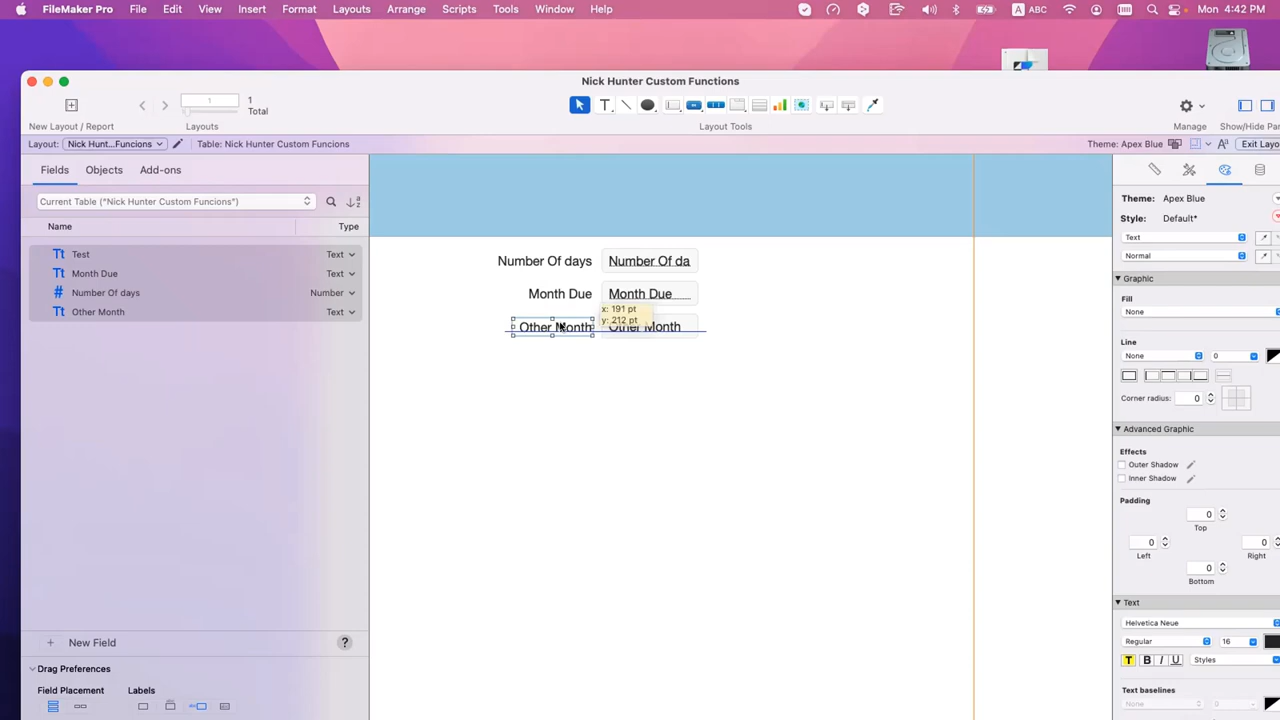 FileMaker Pro File Edit View Insert Format Layouts Arrange Scripts Tools Window Help A ABC Mon 4:42 PM
Nick Hunter Custom Functions
1 1
Total
New Layout / Report Layouts Layout Tools Manage Show/Hide Pa
Layout: Nick Hunt...Funcions Table: Nick Hunter Custom Funcions Theme: Apex Blue Exit Layo
Fields Objects Add-ons
Current Table ("Nick Hunter Custom Funcions")
Name Type
Tt Test Text
Tt Month Due Text
# Number Of days Number
Tt Other Month Text
New Field ?
Drag Preferences
Field Placement Labels
Number Of days Number Of da
Month Due Month Due
x: 191 pt
y: 212 pt
Other Month Other Month
Theme: Apex Blue
Style: Default*
Text
Normal
Graphic
Fill
None
Line
None 0
Corner radius: 0
Advanced Graphic
Effects
Outer Shadow
Inner Shadow
Padding
0
Top
0 0
Left Right
0
Bottom
Text
Helvetica Neue
Regular 16
T B I U Styles
Text baselines
None 0